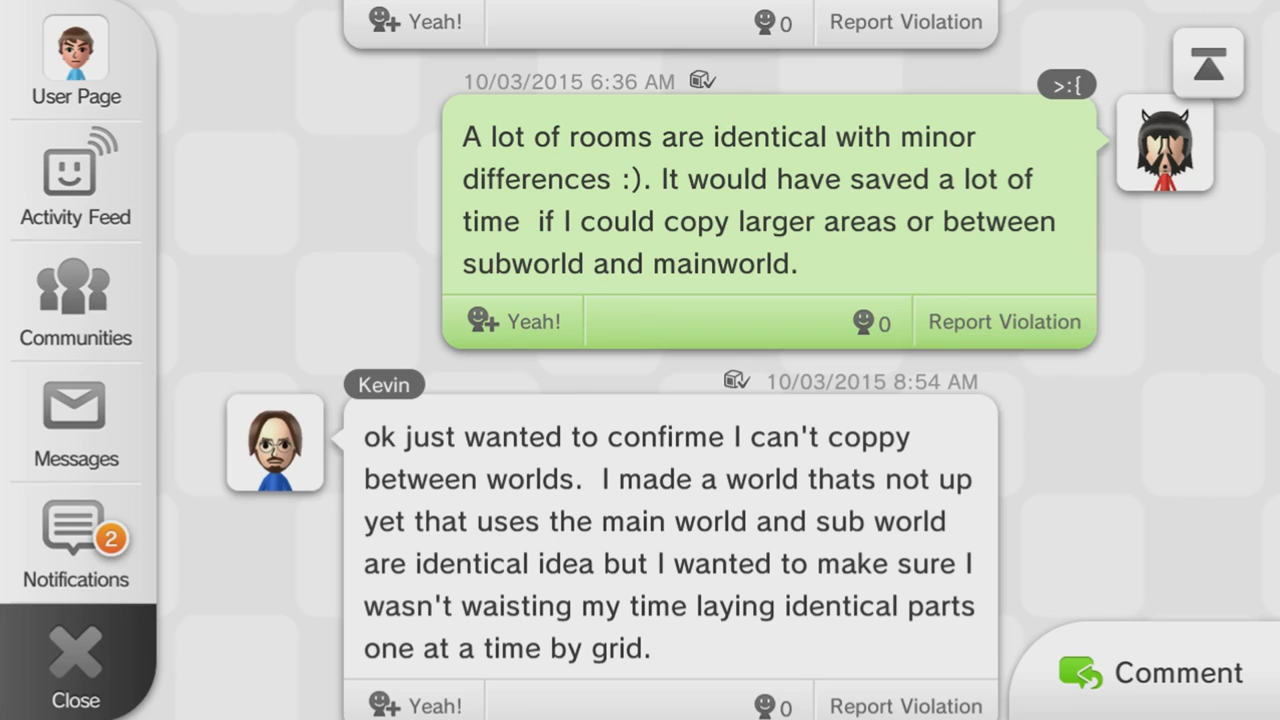 Yeah!
0
Report Violation
User Page
Activity Feed
Communities
Messages
2
Notifications
Close
10/03/2015 6:36 AM
>:{
A lot of rooms are identical with minor
differences :). It would have saved a lot of
time  if I could copy larger areas or between
subworld and mainworld.
Yeah!
0
Report Violation
Kevin
10/03/2015 8:54 AM
ok just wanted to confirme I can't coppy
between worlds.  I made a world thats not up
yet that uses the main world and sub world
are identical idea but I wanted to make sure I
wasn't waisting my time laying identical parts
one at a time by grid.
Yeah!
0
Report Violation
Comment